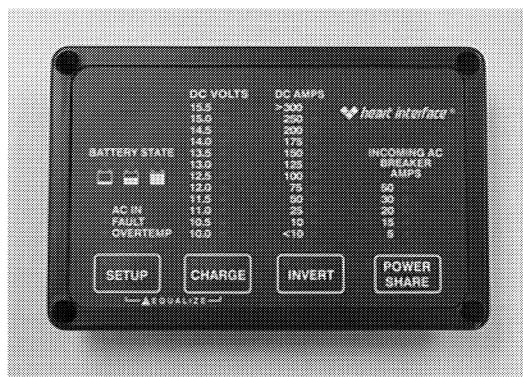 DC VOLTS
15.5
15.0
14.5
14.0
13.5
13.0
12.5
12.0
11.5
11.0
10.5
10.0
DC AMPS
>300
250
200
175
150
125
100
75
50
25
10
<10
heart interface®
BATTERY STATE
AC IN
FAULT
OVERTEMP
INCOMING AC
BREAKER
AMPS
50
30
20
15
5
SETUP
CHARGE
INVERT
POWER
SHARE
EQUALIZE